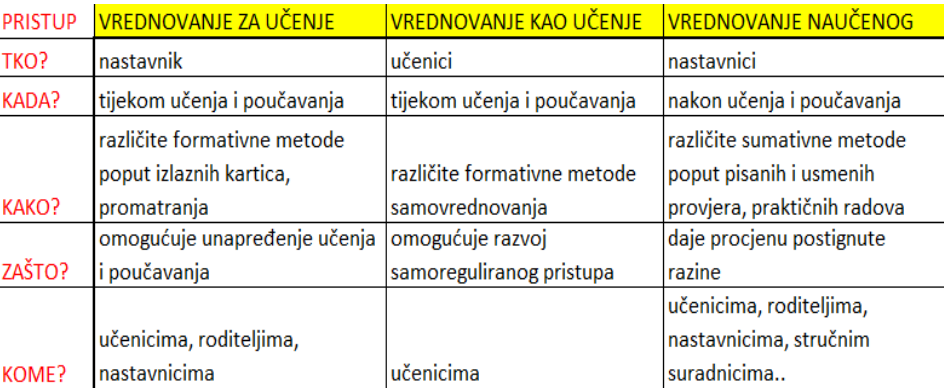 PRISTUP VREDNOVANJE ZA UČENJE VREDNOVANJE KAO UČENJE VREDNOVANJE NAUČENOG
TKO? nastavnik učenici nastavnici
KADA? tijekom učenja i poučavanja tijekom učenja i poučavanja nakon učenja i poučavanja
KAKO?
različite formativne metode
poput izlaznih kartica,
promatranja
različite formativne metode
samovrednovanja
različite sumativne metode
poput pisanih i usmenih
provjera, praktičnih radova
ZAŠTO?
omogućuje unapređenje učenja
i poučavanja
omogućuje razvoj
samoreguliranog pristupa
daje procjenu postignute
razine
KOME?
učenicima, roditeljima,
nastavnicima
učenicima
učenicima, roditeljima,
nastavnicima, stručnim
suradnicima..